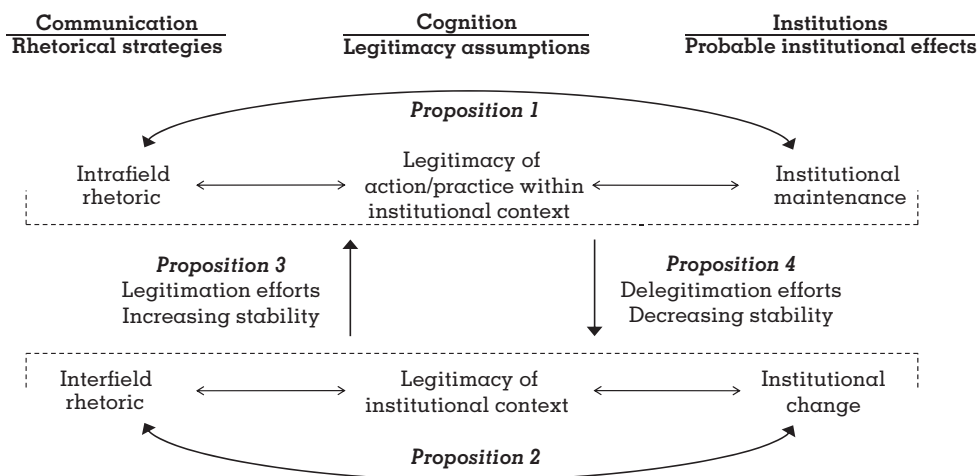 Communication
Rhetorical strategies
Cognition
Legitimacy assumptions
Institutions
Probable institutional effects
Proposition 1
Intrafield
rhetoric
Legitimacy of
action/practice within
institutional context
Institutional
maintenance
Proposition 3
Legitimation efforts
Increasing stability
Proposition 4
Delegitimation efforts
Decreasing stability
Interfield
rhetoric
Legitimacy of
institutional context
Institutional
change
Proposition 2